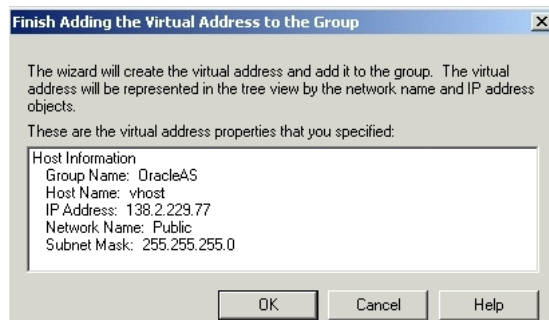 Finish Adding the Virtual Address to the Group
The wizard will create the virtual address and add it to the group. The virtual
address will be represented in the tree view by the network name and IP address
objects.
These are the virtual address properties that you specified:
Host Information
Group Name: OracleAS
Host Name: vhost
IP Address: 138.2.229.77
Network Name: Public
Subnet Mask: 255.255.255.0
OK Cancel Help